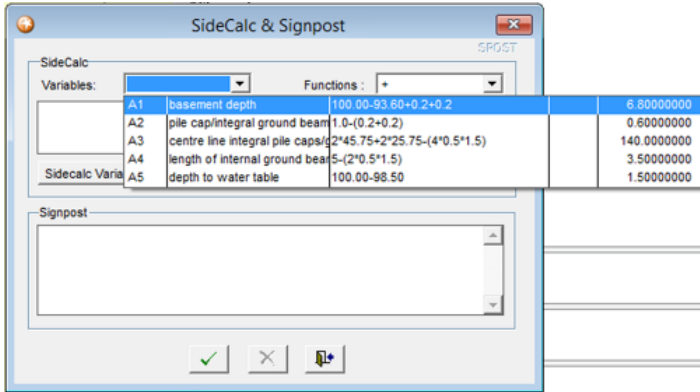 SideCalc & Signpost
SPOST
SideCalc
Variables: Functions : +
A1 basement depth 100.00-93.60+0.2+0.2 6.80000000
A2 pile cap/integral ground beam 1.0-(0.2+0.2) 0.60000000
A3 centre line integral pile caps/g 2*45.75+2*25.75-(4*0.5*1.5) 140.0000000
A4 length of internal ground bear 5-(2*0.5*1.5) 3.50000000
Sidecalc Varia A5 depth to water table 100.00-98.50 1.50000000
Signpost